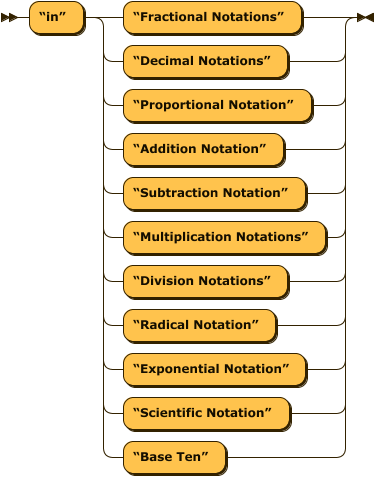 “in”
“Fractional Notations”
“Decimal Notations”
“Proportional Notation”
“Addition Notation”
“Subtraction Notation”
“Multiplication Notations”
“Division Notations”
“Radical Notation”
“Exponential Notation”
“Scientific Notation”
“Base Ten”